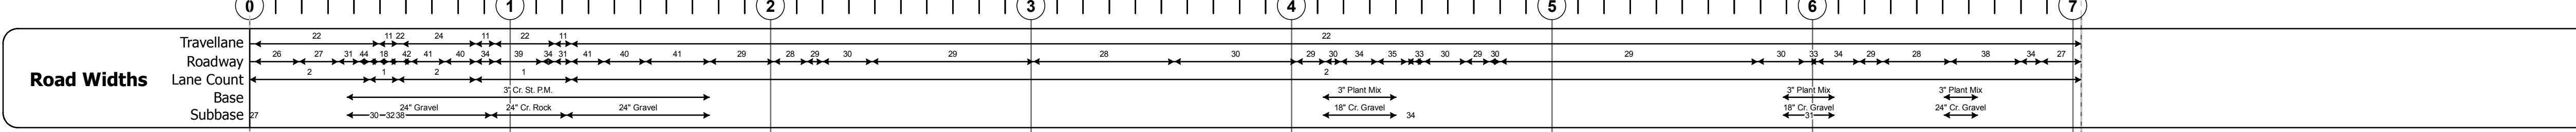 0 1 2 3 4 5 6 7
Travellane 22 11 22 24 11 22 11 22
Roadway 26 27 31 44 18 42 41 40 34 39 34 31 41 40 41 29 28 29 30 29 28 30 29 30 34 35 33 30 29 30 29 30 33 34 29 28 38 34 27
Road Widths
Lane Count 2 1 2 1 2
Base 3" Cr. St. P.M. 3" Plant Mix 3" Plant Mix 3" Plant Mix
24" Gravel 24" Cr. Rock 24" Gravel 18" Cr. Gravel 18" Cr. Gravel 24" Cr. Gravel
Subbase 27 30 32 38 34 31